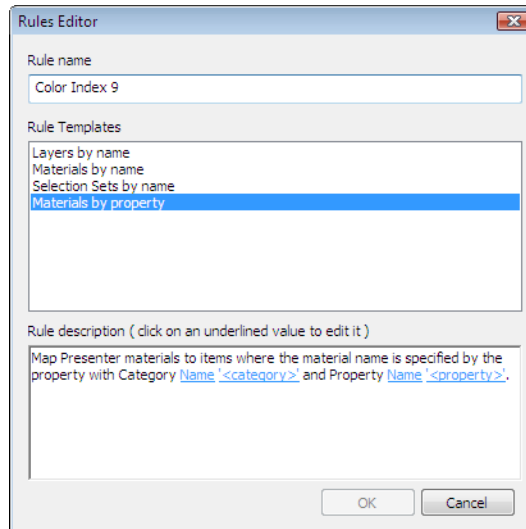 Rules Editor
Rule name
Color Index 9
Rule Templates
Layers by name
Materials by name
Selection Sets by name
Materials by property
Rule description ( click on an underlined value to edit it )
Map Presenter materials to items where the material name is specified by the
property with Category Name '<category>' and Property Name '<property>'.
OK
Cancel